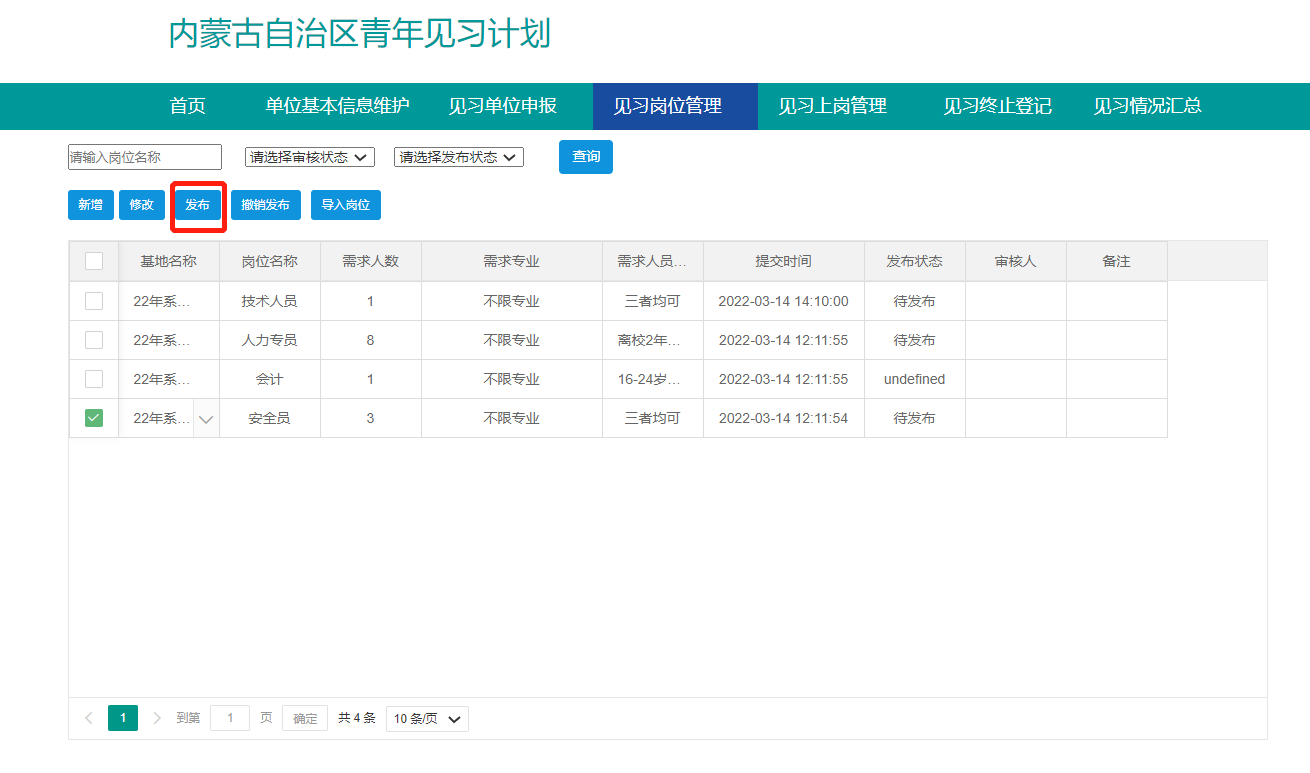 内蒙古自治区青年见习计划
首页 单位基本信息维护 见习单位申报 见习岗位管理 见习上岗管理 见习终止登记 见习情况汇总
请输入岗位名称 请选择审核状态 请选择发布状态 查询
新增 修改 发布 撤销发布 导入岗位
基地名称 岗位名称 需求人数 需求专业 需求人员... 提交时间 发布状态 审核人 备注
22年系... 技术人员 1 不限专业 三者均可 2022-03-14 14:10:00 待发布
22年系... 人力专员 8 不限专业 离校2年... 2022-03-14 12:11:55 待发布
22年系... 会计 1 不限专业 16-24岁... 2022-03-14 12:11:55 undefined
22年系... 安全员 3 不限专业 三者均可 2022-03-14 12:11:54 待发布
1 到第 1 页 确定 共 4 条 10 条/页